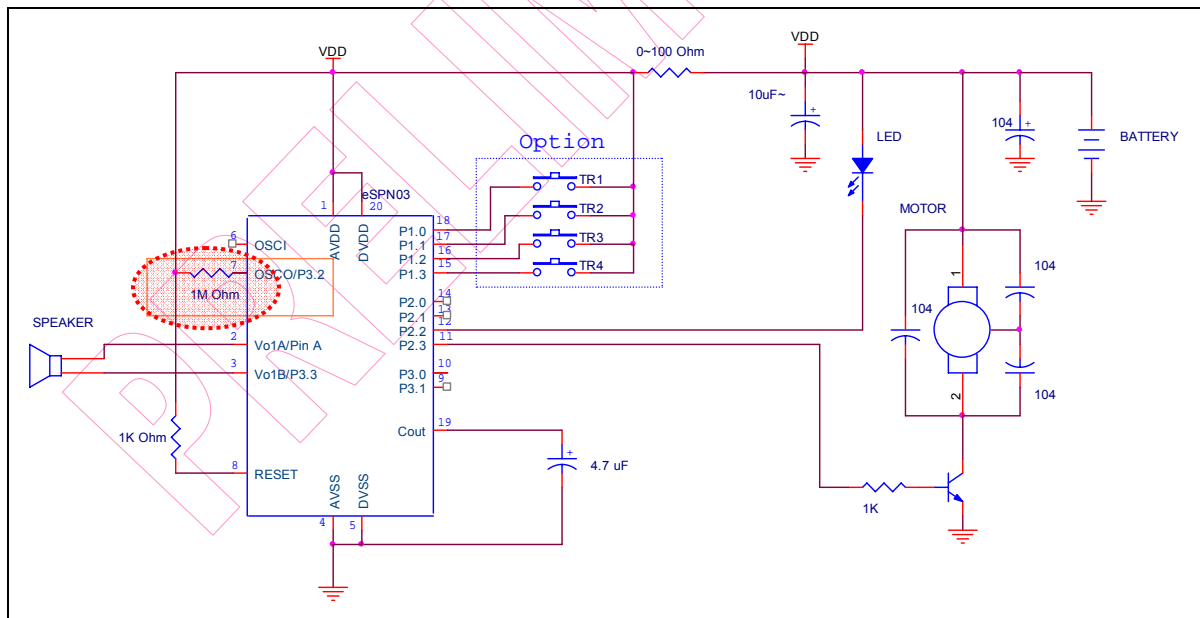 VDD
0~100 Ohm
VDD
10uF~
104
LED
BATTERY
Option
TR1
TR2
TR3
TR4
eSPN03
1
20
AVDD
DVDD
6
OSCI
7
OSCO/P3.2
1M Ohm
18
P1.0
17
P1.1
16
P1.2
15
P1.3
14
P2.0
13
P2.1
12
P2.2
11
P2.3
10
P3.0
9
P3.1
19
Cout
4.7 uF
SPEAKER
2
Vo1A/Pin A
3
Vo1B/P3.3
1K Ohm
8
RESET
AVSS
DVSS
4
5
MOTOR
1
104
104
2
104
1K